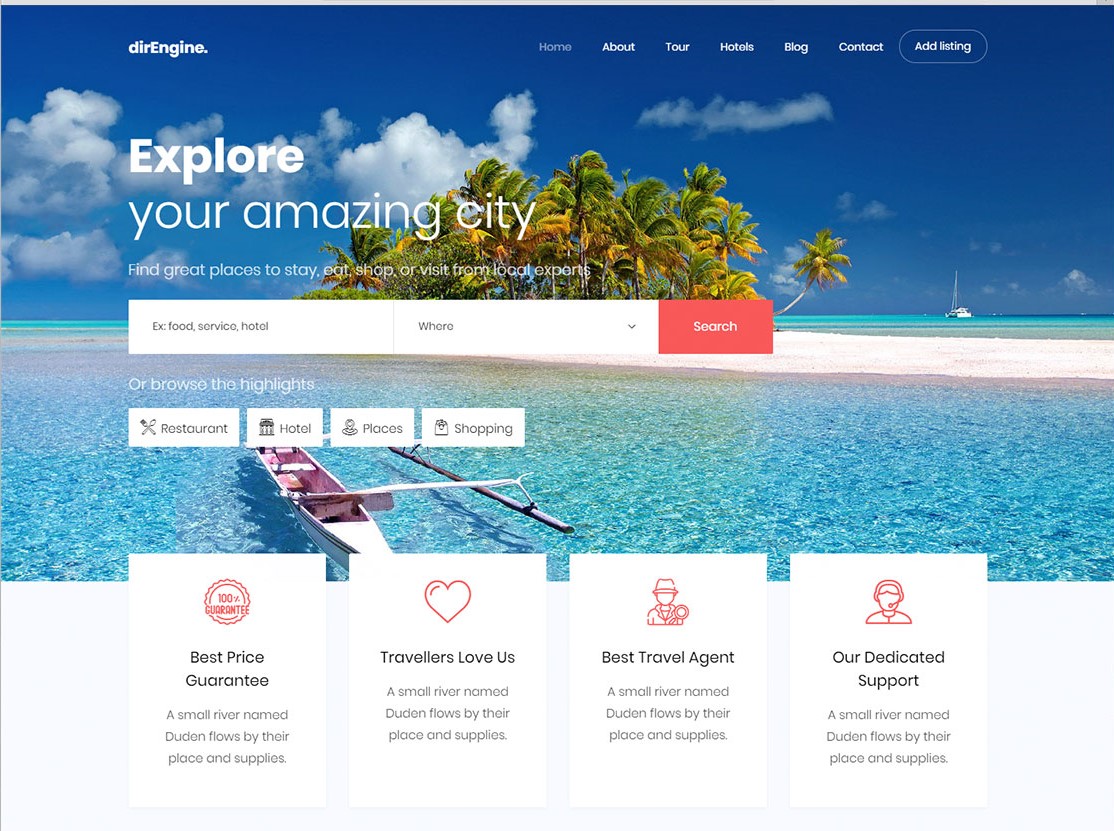 dirEngine.
Home About Tour Hotels Blog Contact Add listing
Explore
your amazing city
Find great places to stay, eat, shop, or visit from local experts
Ex: food, service, hotel
Where
Search
Or browse the highlights
Restaurant Hotel Places Shopping
100%
GUARANTEE
Best Price
Guarantee
A small river named
Duden flows by their
place and supplies.
Travellers Love Us
A small river named
Duden flows by their
place and supplies.
Best Travel Agent
A small river named
Duden flows by their
place and supplies.
Our Dedicated
Support
A small river named
Duden flows by their
place and supplies.